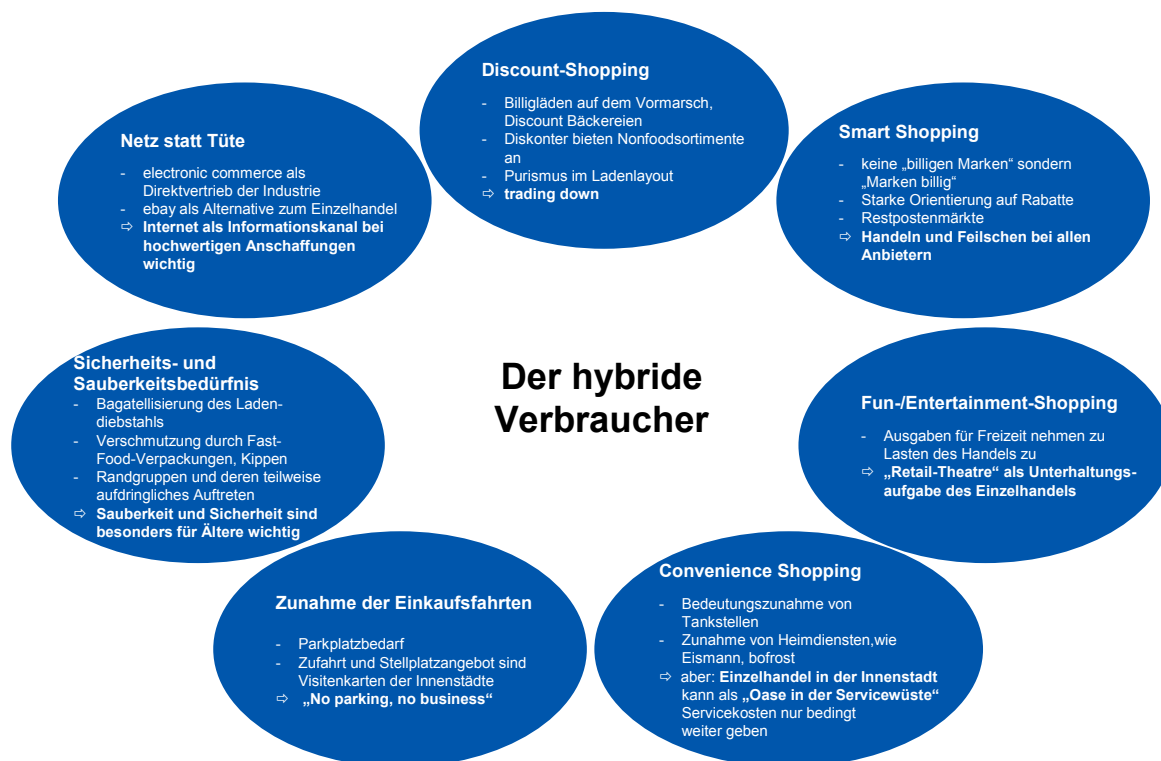 Discount-Shopping
- Billigläden auf dem Vormarsch,
Discount Bäckereien
- Diskonter bieten Nonfoodsortimente
an
- Purismus im Ladenlayout
⇨ trading down
Netz statt Tüte
- electronic commerce als
Direktvertrieb der Industrie
- ebay als Alternative zum Einzelhandel
⇨ Internet als Informationskanal bei
hochwertigen Anschaffungen
wichtig
Smart Shopping
- keine „billigen Marken“ sondern
„Marken billig“
- Starke Orientierung auf Rabatte
- Restpostenmärkte
⇨ Handeln und Feilschen bei allen
Anbietern
Sicherheits- und
Sauberkeitsbedürfnis
- Bagatellisierung des Laden-
diebstahls
- Verschmutzung durch Fast-
Food-Verpackungen, Kippen
- Randgruppen und deren teilweise
aufdringliches Auftreten
⇨ Sauberkeit und Sicherheit sind
besonders für Ältere wichtig
Der hybride
Verbraucher
Fun-/Entertainment-Shopping
- Ausgaben für Freizeit nehmen zu
Lasten des Handels zu
⇨ „Retail-Theatre“ als Unterhaltungs-
aufgabe des Einzelhandels
Zunahme der Einkaufsfahrten
- Parkplatzbedarf
- Zufahrt und Stellplatzangebot sind
Visitenkarten der Innenstädte
⇨ „No parking, no business“
Convenience Shopping
- Bedeutungszunahme von
Tankstellen
- Zunahme von Heimdiensten,wie
Eismann, bofrost
⇨ aber: Einzelhandel in der Innenstadt
kann als „Oase in der Servicewüste“
Servicekosten nur bedingt
weiter geben